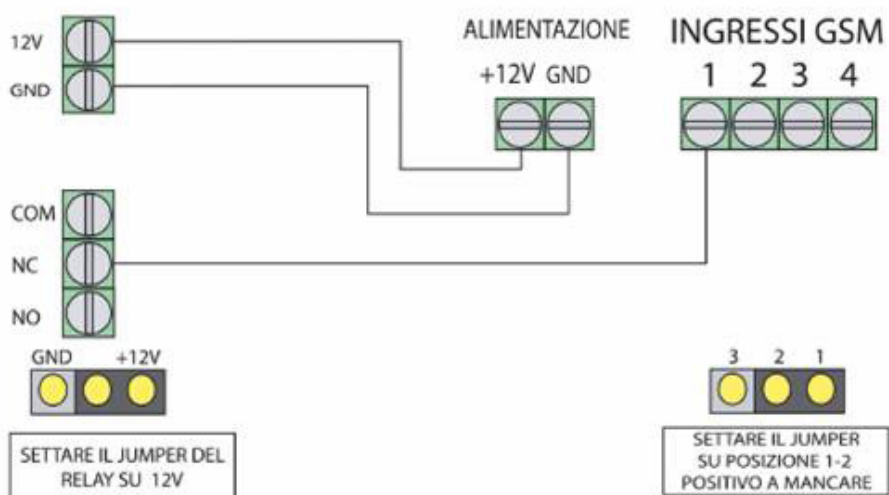 12V
GND
COM
NC
NO
GND +12V
SETTARE IL JUMPER DEL
RELAY SU 12V
ALIMENTAZIONE
+12V GND
INGRESSI GSM
1 2 3 4
3 2 1
SETTARE IL JUMPER
SU POSIZIONE 1-2
POSITIVO A MANCARE